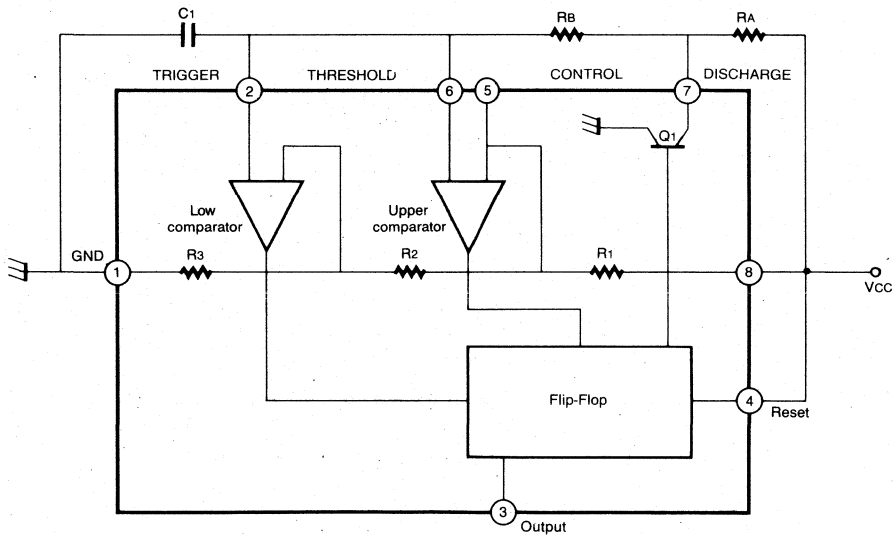 C1
RB
RA
TRIGGER
THRESHOLD
CONTROL
DISCHARGE
2
6
5
7
Q1
Low
comparator
Upper
comparator
GND
R3
R2
R1
1
8
VCC
Flip-Flop
4
Reset
3
Output